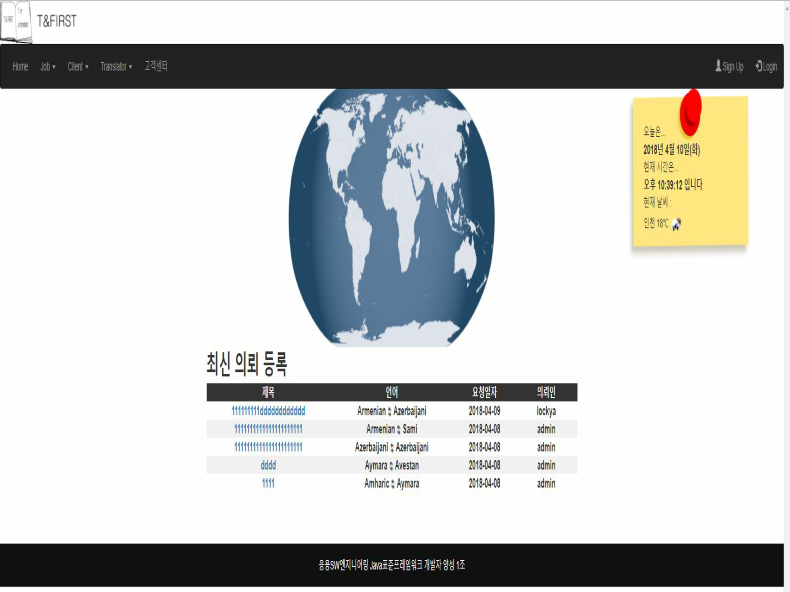 T&FIRST
Home Job Client Translator 고객센터 Sign Up Login
오늘은...
2018년 4월 10일(화)
현재 시간은...
오후 10:39:12 입니다
현재 날씨 :
인천 18℃
최신 의뢰 등록
제목 언어 요청일자 의뢰인
Armenian ⇄ Azerbaijani 2018-04-09 lockya
Armenian ⇄ Sami 2018-04-08 admin
Azerbaijani ⇄ Azerbaijani 2018-04-08 admin
dddd Aymara ⇄ Avestan 2018-04-08 admin
1111 Amharic ⇄ Aymara 2018-04-08 admin
응용SW엔지니어링 Java표준프레임워크 개발자 양성 1조